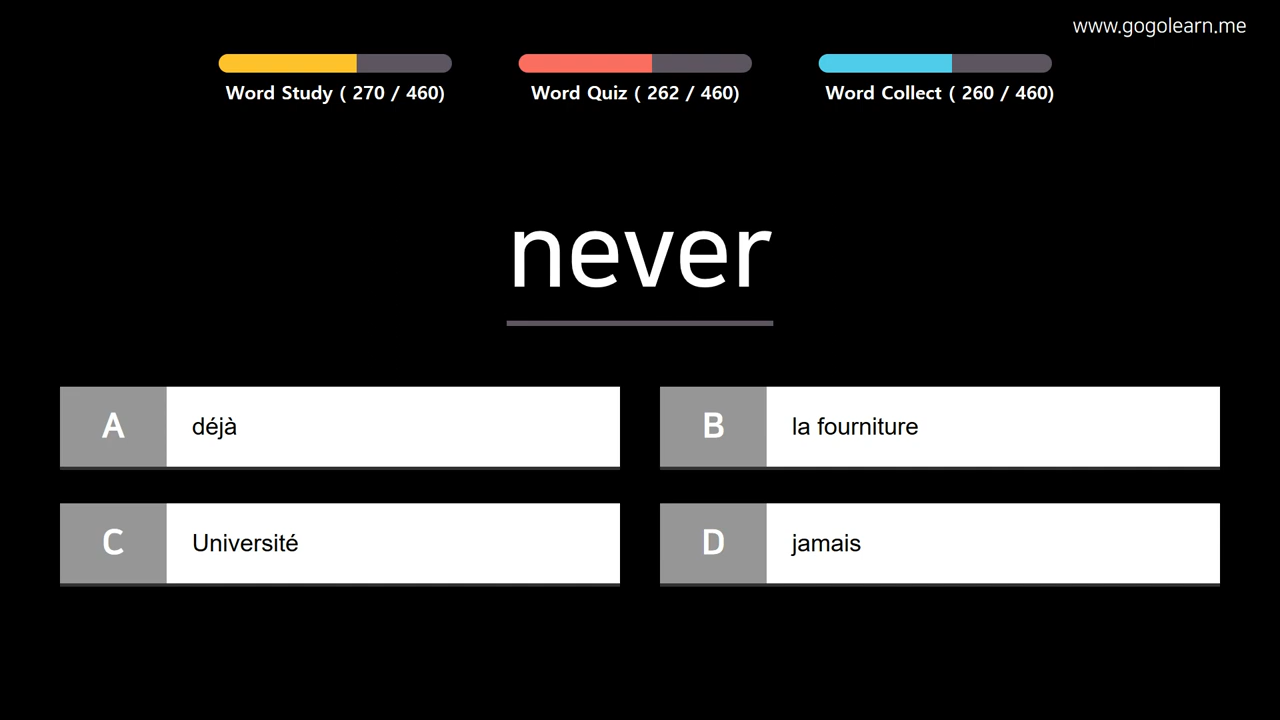 www.gogolearn.me
Word Study ( 270 / 460)
Word Quiz ( 262 / 460)
Word Collect ( 260 / 460)
never
A
déjà
B
la fourniture
C
Université
D
jamais